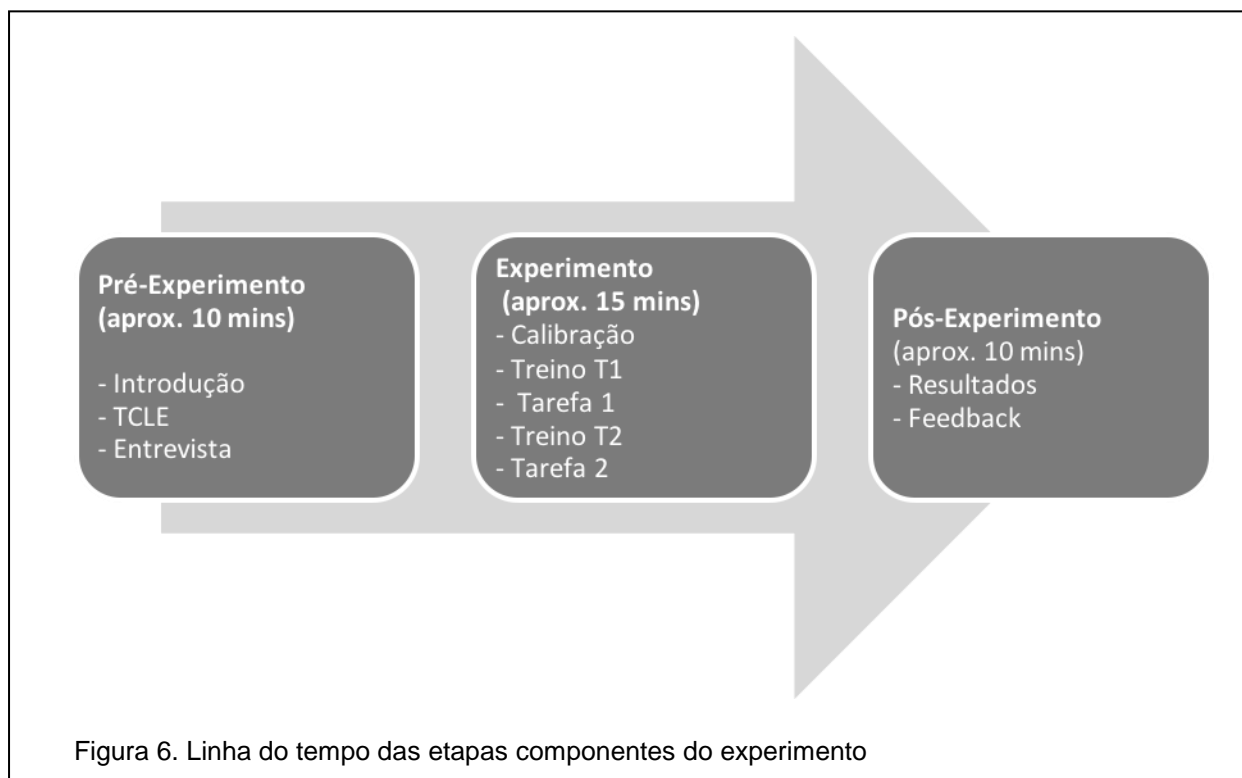 Pré-Experimento
(aprox. 10 mins)
- Introdução
- TCLE
- Entrevista
Experimento
(aprox. 15 mins)
- Calibração
- Treino T1
- Tarefa 1
- Treino T2
- Tarefa 2
Pós-Experimento
(aprox. 10 mins)
- Resultados
- Feedback
Figura 6. Linha do tempo das etapas componentes do experimento